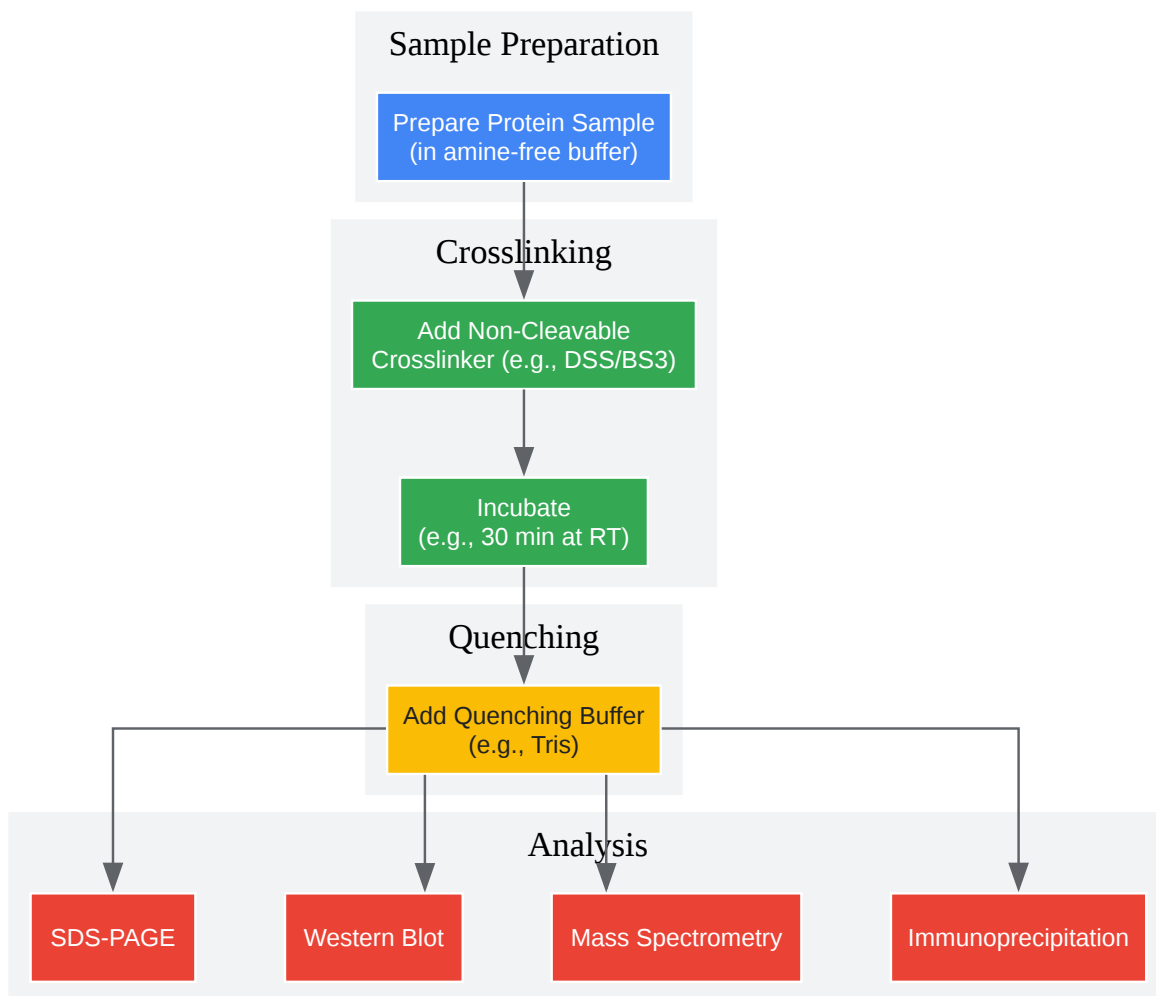 Sample Preparation
Prepare Protein Sample
(in amine-free buffer)
Crosslinking
Add Non-Cleavable
Crosslinker (e.g., DSS/BS3)
Incubate
(e.g., 30 min at RT)
Quenching
Add Quenching Buffer
(e.g., Tris)
Analysis
SDS-PAGE
Western Blot
Mass Spectrometry
Immunoprecipitation